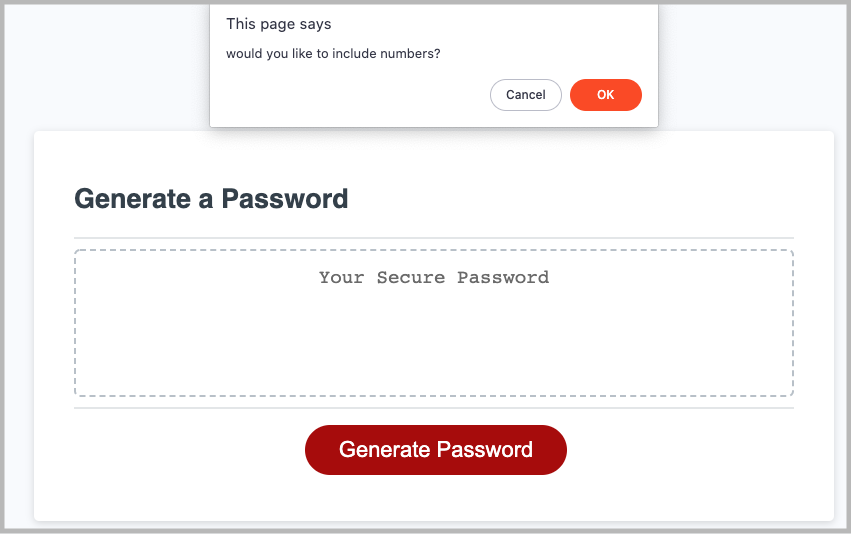 This page says
would you like to include numbers?
Cancel OK
Generate a Password
Your Secure Password
Generate Password